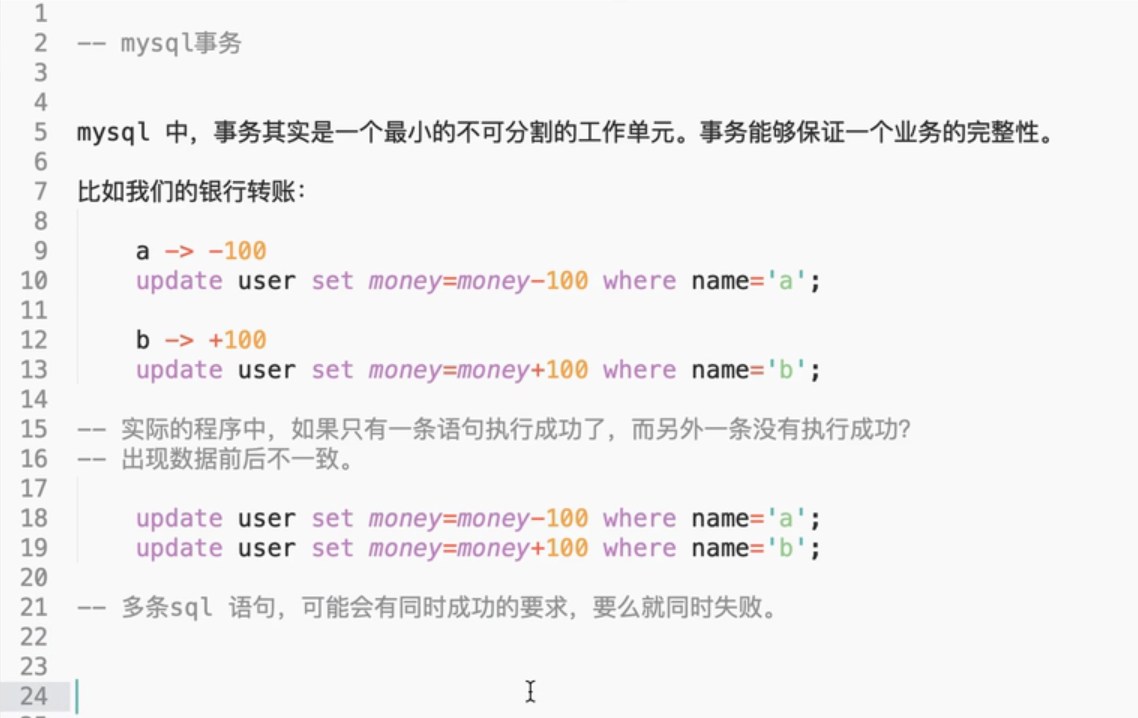 1
2 -- mysql事务
3
4
5 mysql 中，事务其实是一个最小的不可分割的工作单元。事务能够保证一个业务的完整性。
6
7 比如我们的银行转账：
8
9 a -> -100
10 update user set money=money-100 where name='a';
11
12 b -> +100
13 update user set money=money+100 where name='b';
14
15 -- 实际的程序中，如果只有一条语句执行成功了，而另外一条没有执行成功？
16 -- 出现数据前后不一致。
17
18 update user set money=money-100 where name='a';
19 update user set money=money+100 where name='b';
20
21 -- 多条sql 语句，可能会有同时成功的要求，要么就同时失败。
22
23
24